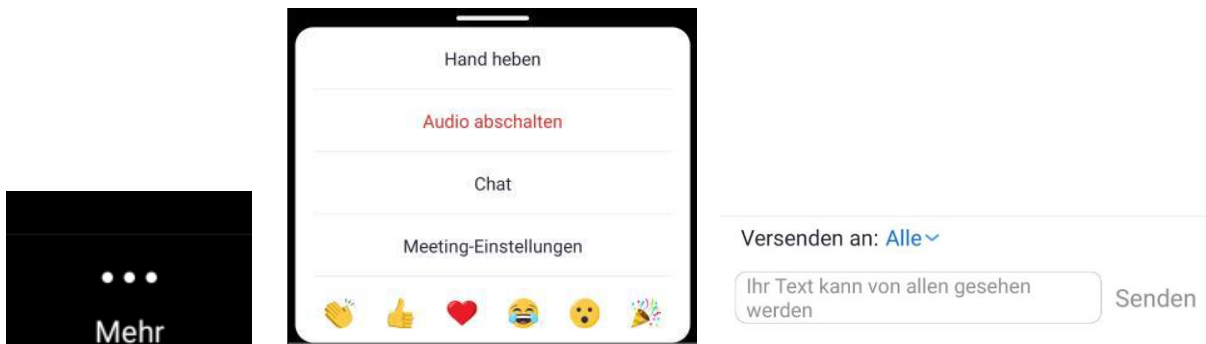 Mehr
Hand heben
Audio abschalten
Chat
Meeting-Einstellungen
Versenden an: Alle
Ihr Text kann von allen gesehen
werden
Senden